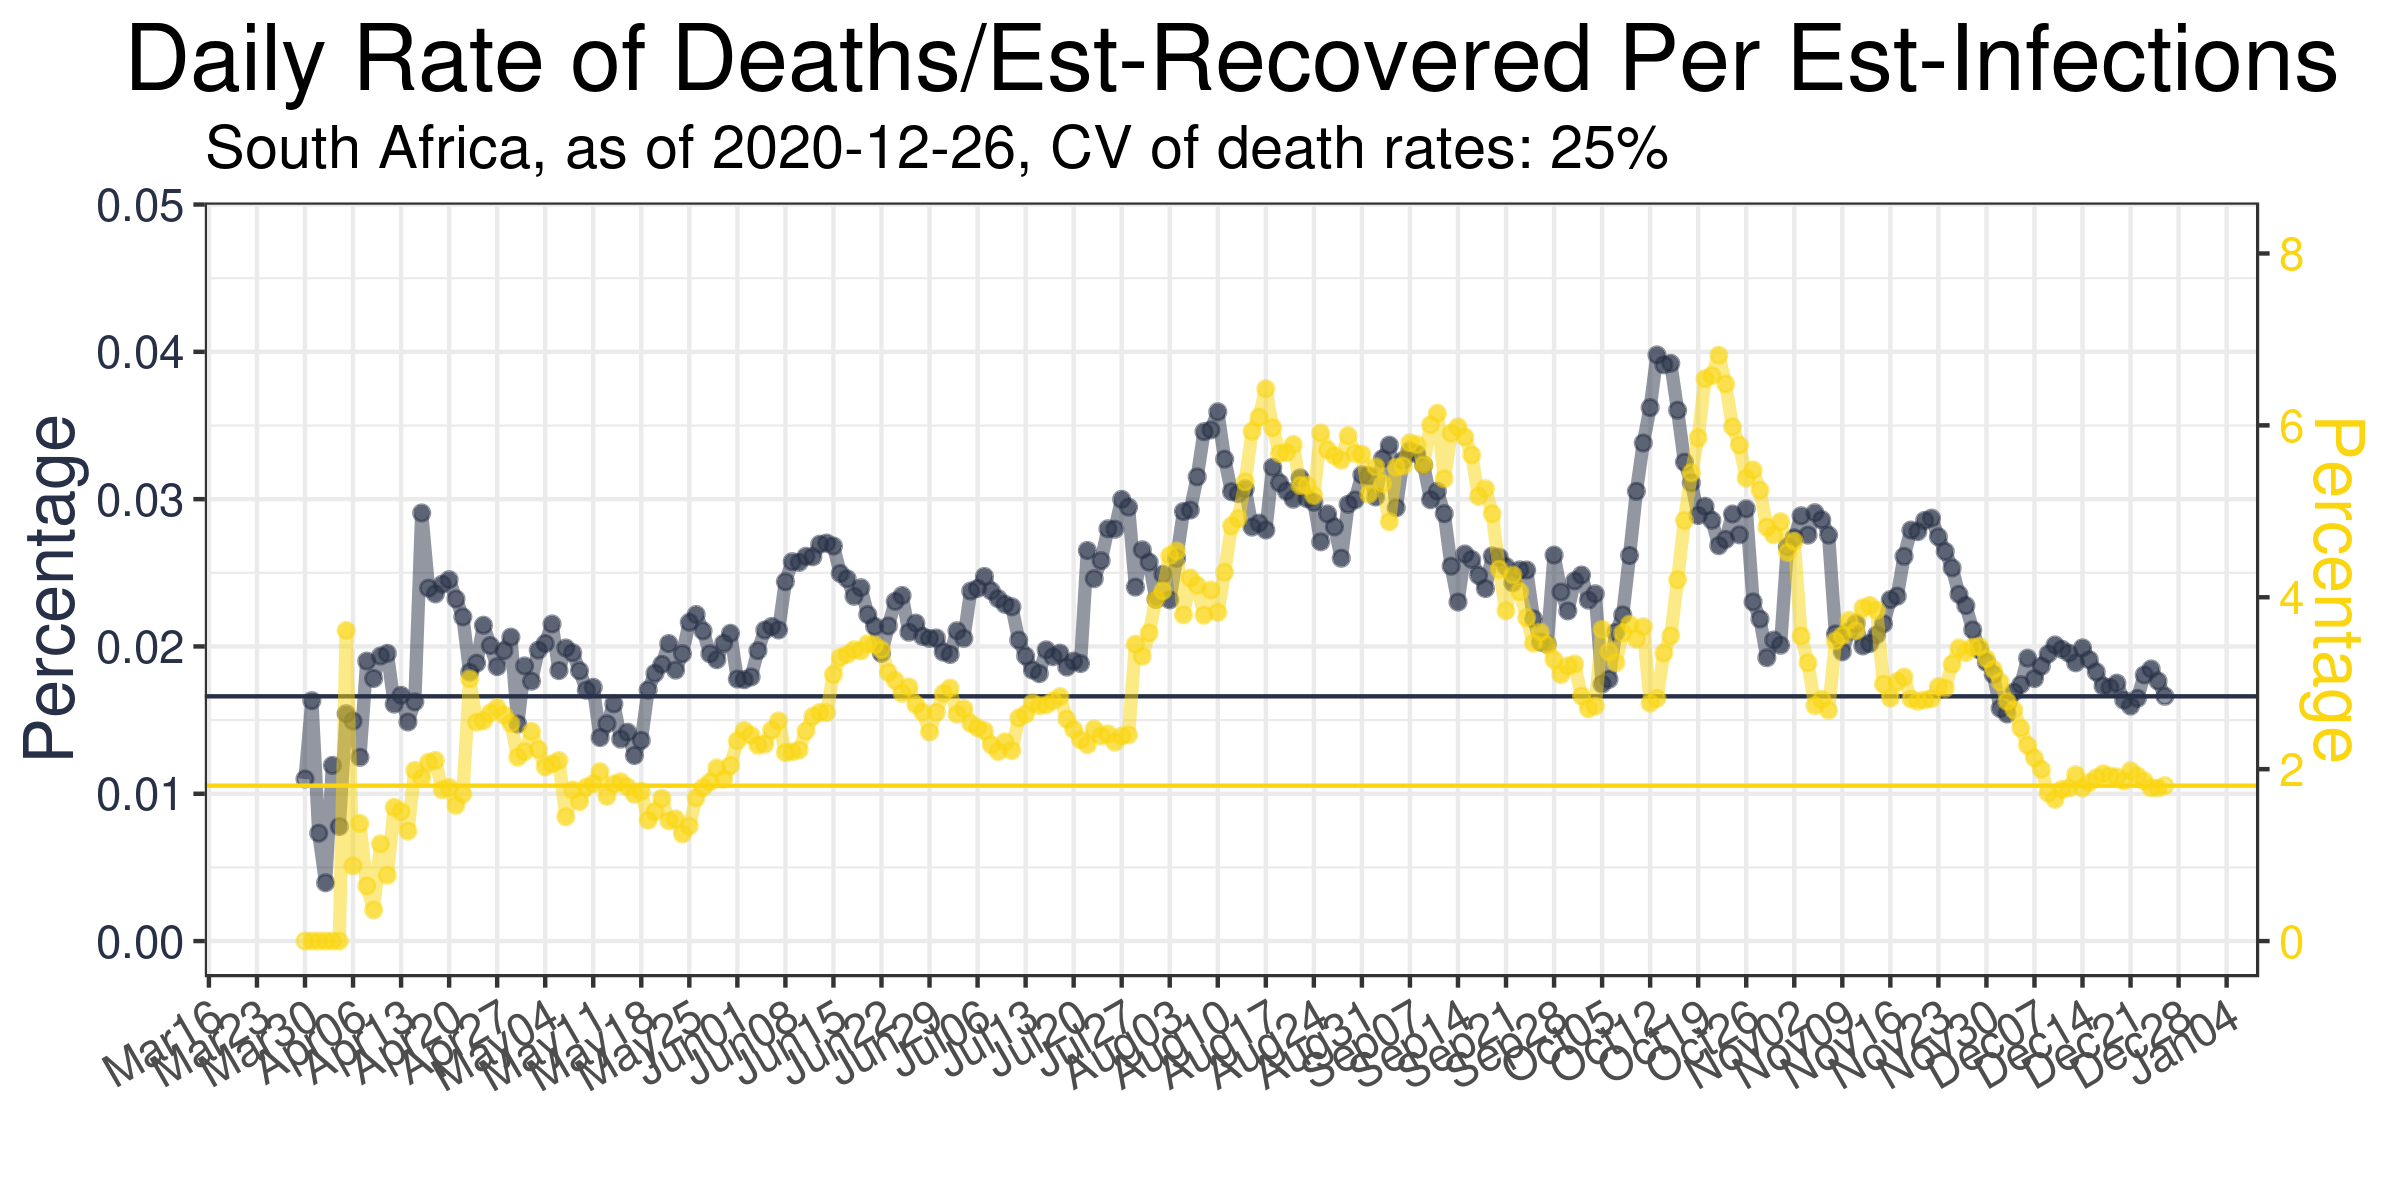 Daily Rate of Deaths/Est-Recovered Per Est-Infections
South Africa, as of 2020-12-26, CV of death rates: 25%
0.05
0.04
0.03
0.02
0.01
0.00
Percentage
8
6
4
2
0
Percentage
Mar16
Mar23
Mar30
Apr06
Apr13
Apr20
Apr27
May04
May11
May18
May25
Jun01
Jun08
Jun15
Jun22
Jun29
Jul06
Jul13
Jul20
Jul27
Aug03
Aug10
Aug17
Aug24
Aug31
Sep07
Sep14
Sep21
Sep28
Oct05
Oct12
Oct19
Oct26
Nov02
Nov09
Nov16
Nov23
Nov30
Dec07
Dec14
Dec21
Dec28
Jan04